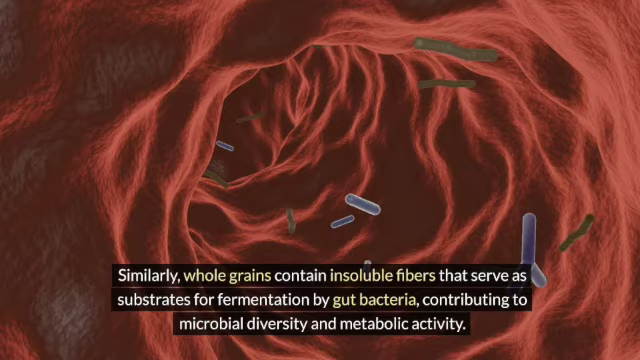 Similarly, whole grains contain insoluble fibers that serve as
substrates for fermentation by gut bacteria, contributing to
microbial diversity and metabolic activity.